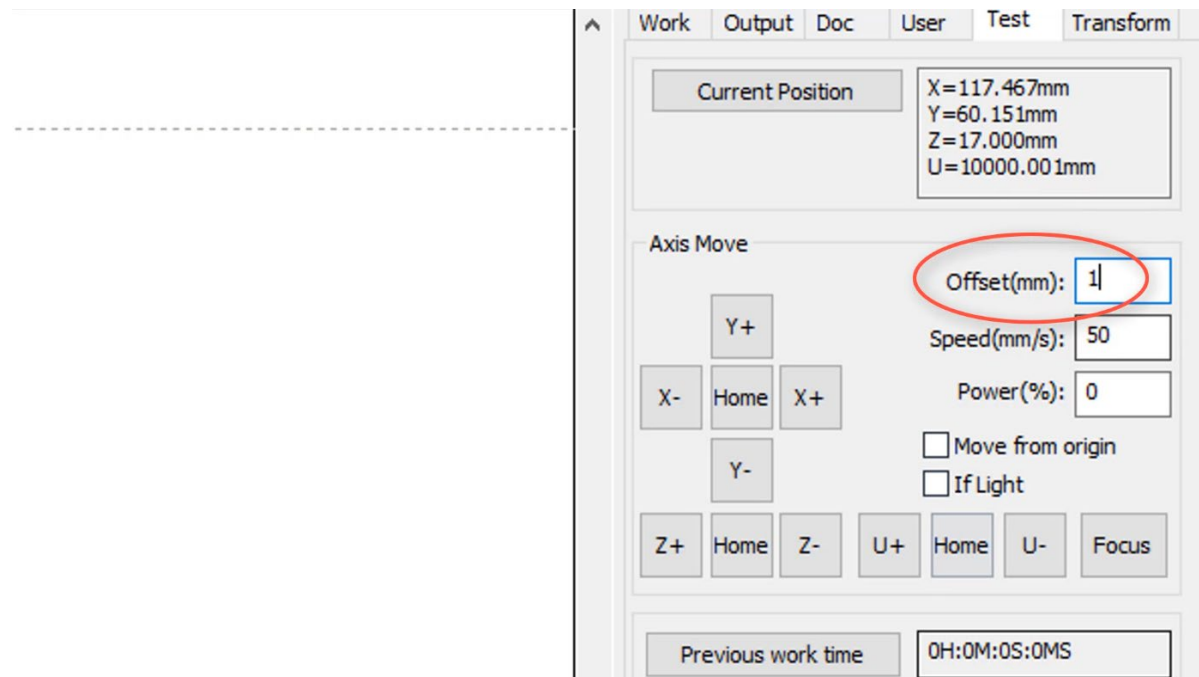 Work Output Doc User Test Transform
Current Position
X=117.467mm
Y=60.151mm
Z=17.000mm
U=10000.001mm
Axis Move
Offset(mm): 1
Y+
Speed(mm/s): 50
X- Home X+
Power(%): 0
Move from origin
Y-
If Light
Z+ Home Z- U+ Home U- Focus
Previous work time 0H:0M:0S:0MS